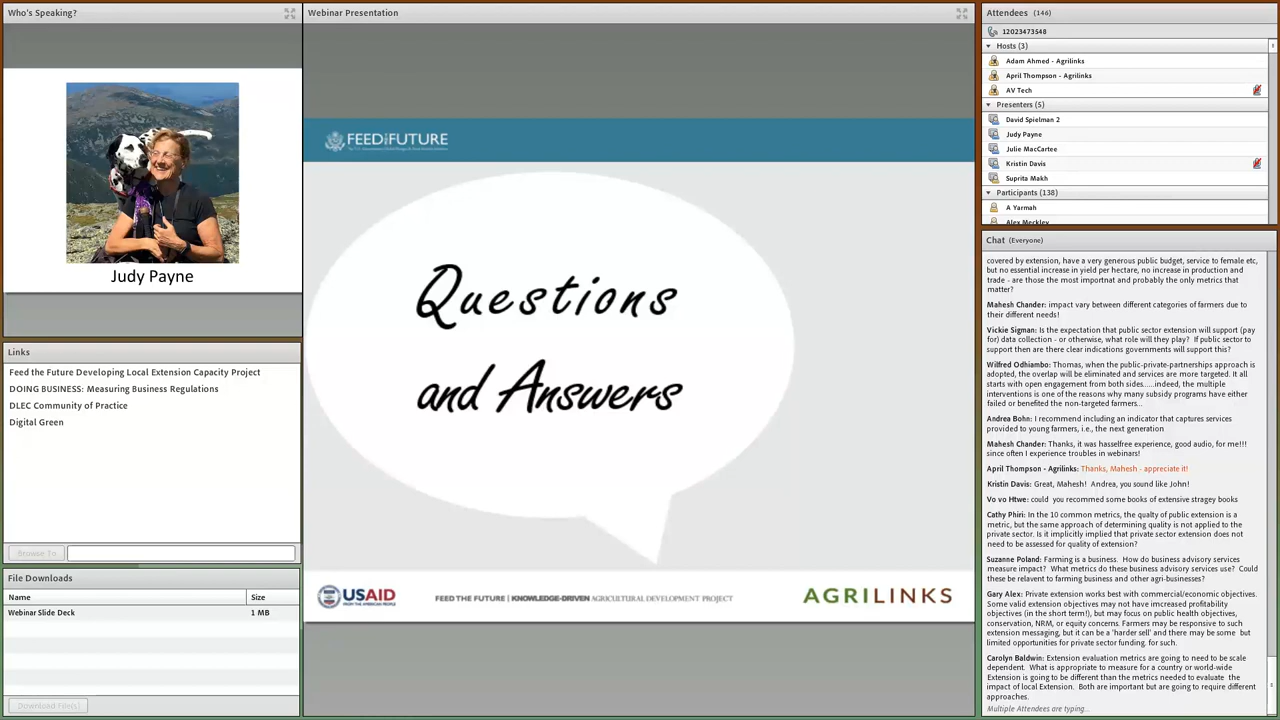 Who's Speaking?
Judy Payne
Links
Feed the Future Developing Local Extension Capacity Project
DOING BUSINESS: Measuring Business Regulations
DLEC Community of Practice
Digital Green
Browse To
File Downloads
Name Size
Webinar Slide Deck 1 MB
Download File(s)
Webinar Presentation
FEED THE FUTURE
Questions
and Answers
USAID
FROM THE AMERICAN PEOPLE
FEED THE FUTURE | KNOWLEDGE-DRIVEN AGRICULTURAL DEVELOPMENT PROJECT
AGRILINKS
Attendees (146)
12023473548
Hosts (3)
Adam Ahmed - Agrilinks
April Thompson - Agrilinks
AV Tech
Presenters (5)
David Spielman 2
Judy Payne
Julie MacCartee
Kristin Davis
Suprita Makh
Participants (138)
A Yarmah
Alex Meckley
Chat (Everyone)
covered by extension, have a very generous public budget, service to female etc,
but no essential increase in yield per hectare, no increase in production and
trade - are those the most importnat and probably the only metrics that
matter?
Mahesh Chander: impact vary between different categories of farmers due to
their different needs!
Vickie Sigman: Is the expectation that public sector extension will support (pay
for) data collection - or otherwise, what role will they play? If public sector to
support then are there clear indications governments will support this?
Wilfred Odhiambo: Thomas, when the public-private-partnerships approach is
adopted, the overlap will be eliminated and services are more targeted. It all
starts with open engagement from both sides......indeed, the multiple
interventions is one of the reasons why many subsidy programs have either
failed or benefited the non-targeted farmers...
Andrea Bohn: I recommend including an indicator that captures services
provided to young farmers, i.e., the next generation
Mahesh Chander: Thanks, it was hasselfree experience, good audio, for me!!!
since often I experience troubles in webinars!
April Thompson - Agrilinks: Thanks, Mahesh - appreciate it!
Kristin Davis: Great, Mahesh! Andrea, you sound like John!
Vo vo Htwe: could you recommed some books of extensive stragey books
Cathy Phiri: In the 10 common metrics, the qualty of public extension is a
metric, but the same approach of determining quality is not applied to the
private sector. Is it implicitly implied that private sector extension does not
need to be assessed for quality of extension?
Suzanne Poland: Farming is a business. How do business advisory services
measure impact? What metrics do these business advisory services use? Could
these be relavent to farming business and other agri-businesses?
Gary Alex: Private extension works best with commercial/economic objectives.
Some valid extension objectives may not have imcreased profitability
objectives (in the short term!), but may focus on public health objectives,
conservation, NRM, or equity concerns. Farmers may be responsive to such
extension messaging, but it can be a 'harder sell' and there may be some but
limited opportunities for private sector funding. for such.
Carolyn Baldwin: Extension evaluation metrics are going to need to be scale
dependent. What is appropriate to measure for a country or world-wide
Extension is going to be different than the metrics needed to evaluate the
impact of local Extension. Both are important but are going to require different
approaches.
Multiple Attendees are typing...